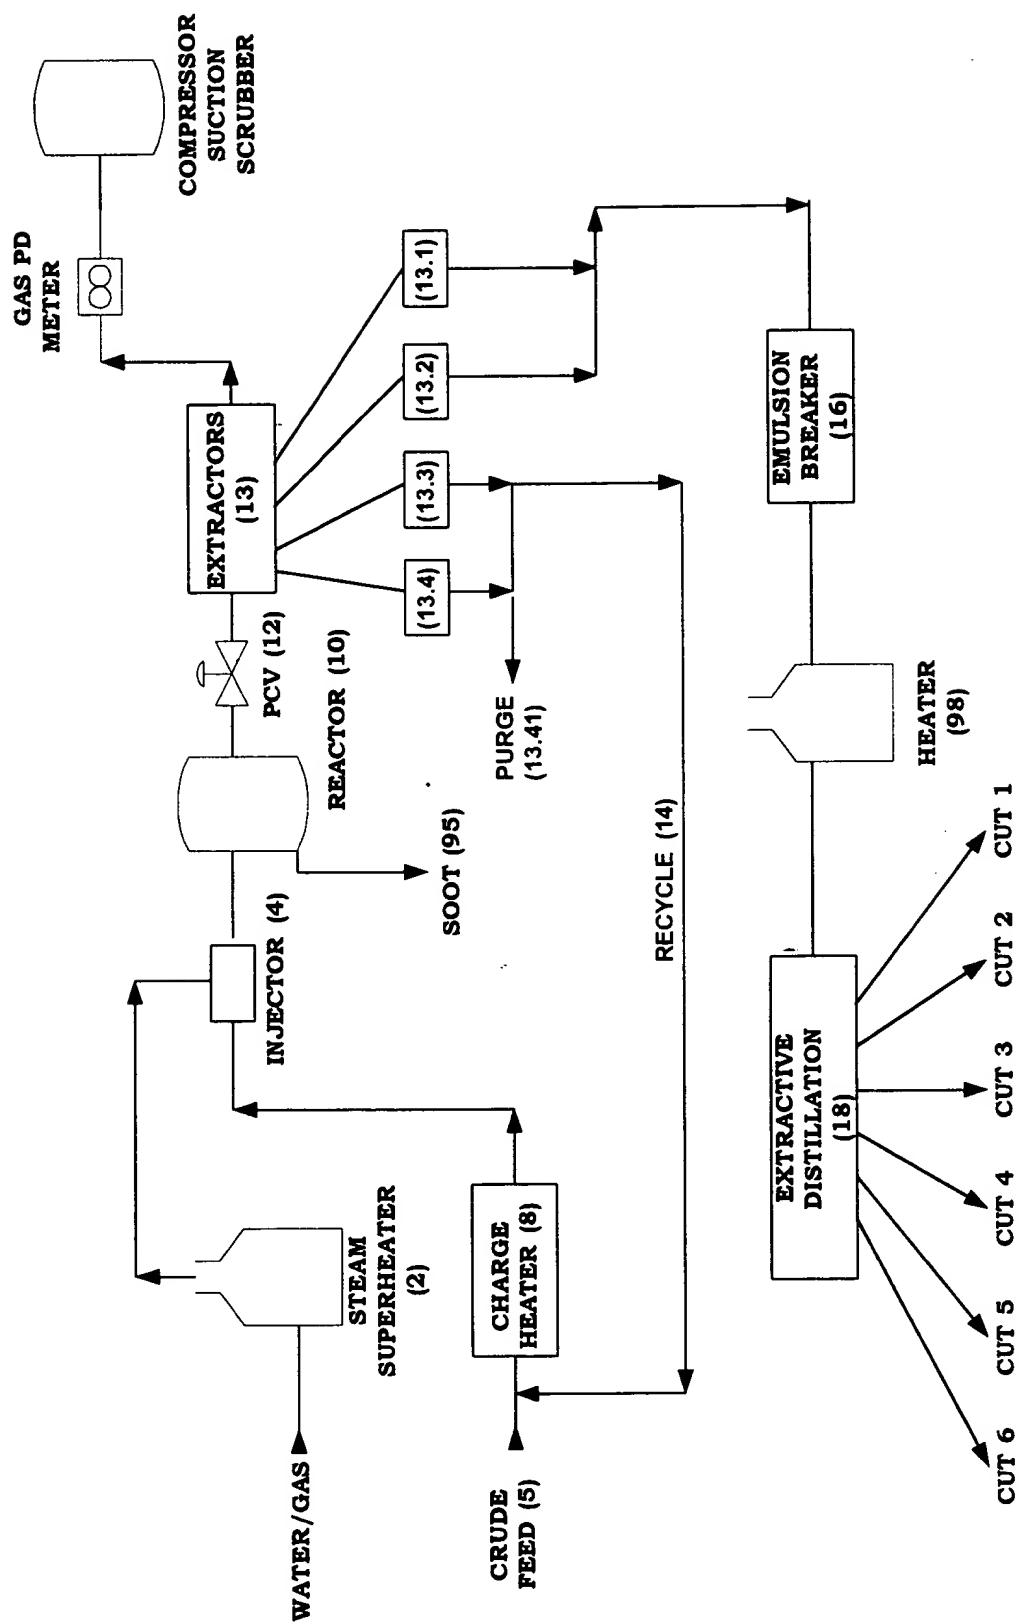 COMPRESSOR
SUCTION
SCRUBBER
GAS PD
METER
EXTRACTORS
(13)
(13.1)
(13.2)
(13.3)
(13.4)
PCV (12)
REACTOR (10)
PURGE
(13.41)
SOOT (95)
INJECTOR (4)
STEAM
SUPERHEATER
(2)
WATER/GAS
CHARGE
HEATER (8)
CRUDE
FEED (5)
RECYCLE (14)
EMULSION
BREAKER
(16)
HEATER
(98)
EXTRACTIVE
DISTILLATION
(18)
CUT 1
CUT 2
CUT 3
CUT 4
CUT 5
CUT 6